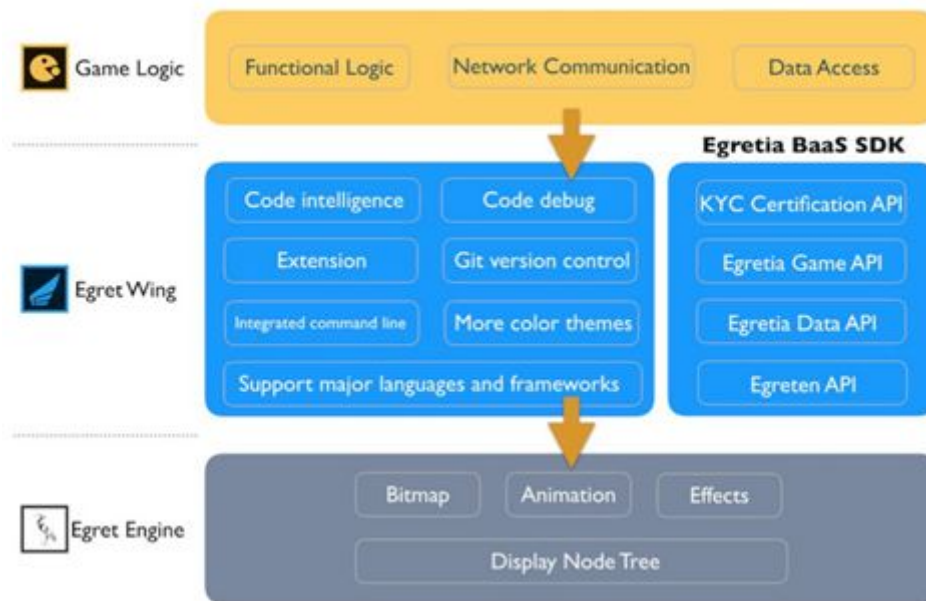 Game Logic
Functional Logic
Network Communication
Data Access
Egretia BaaS SDK
Egret Wing
Code intelligence
Code debug
Extension
Git version control
Integrated command line
More color themes
Support major languages and frameworks
KYC Certification API
Egretia Game API
Egretia Data API
Egreten API
Egret Engine
Bitmap
Animation
Effects
Display Node Tree